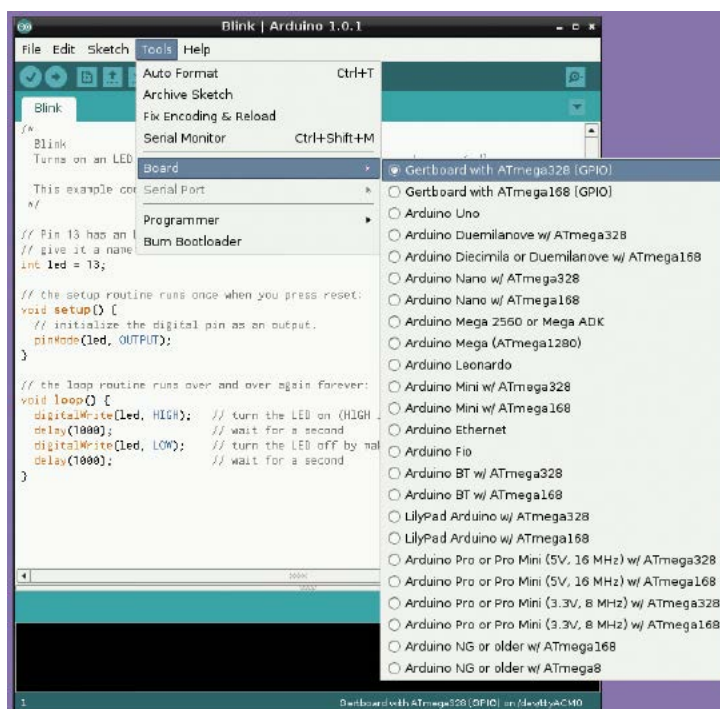 Blink | Arduino 1.0.1
File Edit Sketch Tools Help
Auto Format Ctrl+T
Archive Sketch
Fix Encoding & Reload
Serial Monitor Ctrl+Shift+M
Board
Serial Port
Programmer
Burn Bootloader
Gertboard with ATmega328 (GPIO)
Gertboard with ATmega168 (GPIO)
Arduino Uno
Arduino Duemilanove w/ ATmega328
Arduino Diecimila or Duemilanove w/ ATmega168
Arduino Nano w/ ATmega328
Arduino Nano w/ ATmega168
Arduino Mega 2560 or Mega ADK
Arduino Mega (ATmega1280)
Arduino Leonardo
Arduino Mini w/ ATmega328
Arduino Mini w/ ATmega168
Arduino Ethernet
Arduino Fio
Arduino BT w/ ATmega328
Arduino BT w/ ATmega168
LilyPad Arduino w/ ATmega328
LilyPad Arduino w/ ATmega168
Arduino Pro or Pro Mini (5V, 16 MHz) w/ ATmega328
Arduino Pro or Pro Mini (5V, 16 MHz) w/ ATmega168
Arduino Pro or Pro Mini (3.3V, 8 MHz) w/ ATmega328
Arduino Pro or Pro Mini (3.3V, 8 MHz) w/ ATmega168
Arduino NG or older w/ ATmega168
Arduino NG or older w/ ATmega8
Blink
/*
Blink
Turns on an LED
This example
*/
// Pin 13 has an
// give it a name
int led = 13;
// the setup routine runs once when you press reset:
void setup() {
// initialize the digital pin as an output.
pinMode(led, OUTPUT);
}
// the loop routine runs over and over again forever:
void loop() {
digitalWrite(led, HIGH); // turn the LED on (HIGH
delay(1000); // wait for a second
digitalWrite(led, LOW); // turn the LED off by
delay(1000); // wait for a second
}
1 Gertboard with ATmega328 (GPIO) on /dev/ttyACM0